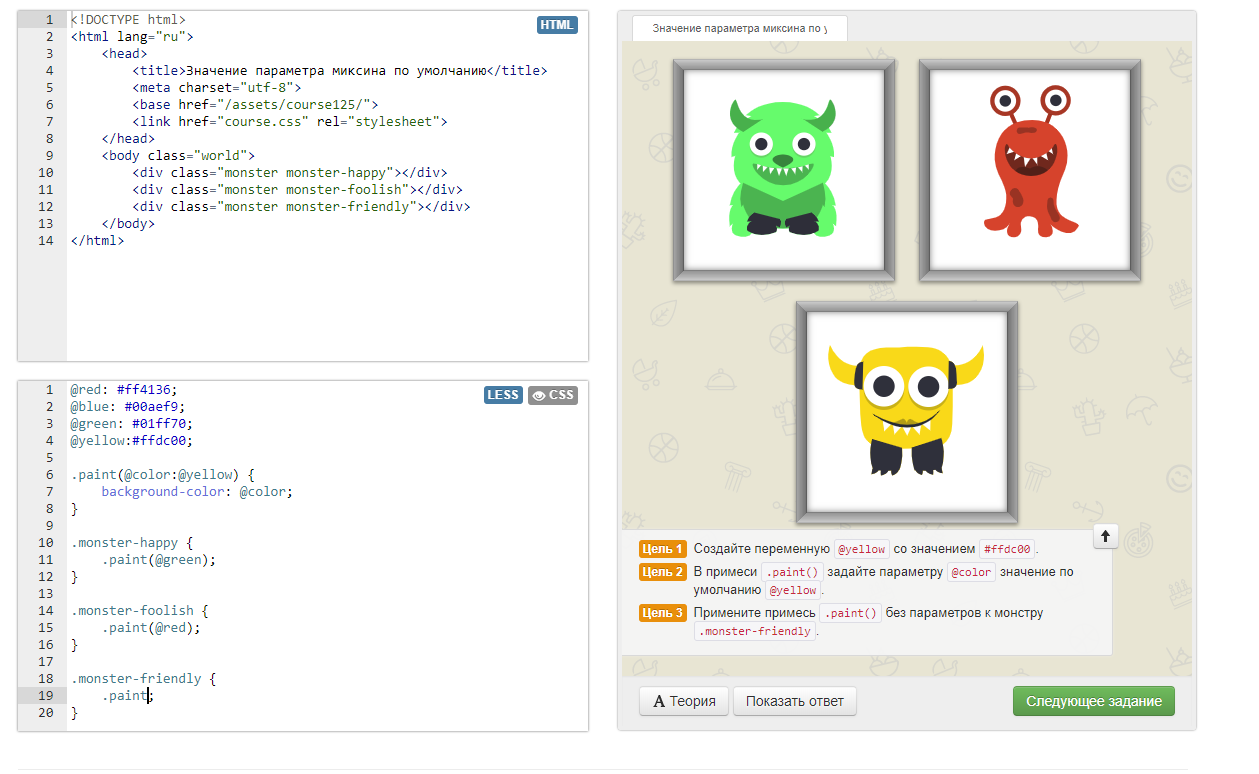 1 <!DOCTYPE html>
2 <html lang="ru">
3     <head>
4         <title>Значение параметра миксина по умолчанию</title>
5         <meta charset="utf-8">
6         <base href="/assets/course125/">
7         <link href="course.css" rel="stylesheet">
8     </head>
9     <body class="world">
10         <div class="monster monster-happy"></div>
11         <div class="monster monster-foolish"></div>
12         <div class="monster monster-friendly"></div>
13     </body>
14 </html>
HTML
1 @red: #ff4136;
2 @blue: #00aef9;
3 @green: #01ff70;
4 @yellow:#ffdc00;
5
6 .paint(@color:@yellow) {
7     background-color: @color;
8 }
9
10 .monster-happy {
11     .paint(@green);
12 }
13
14 .monster-foolish {
15     .paint(@red);
16 }
17
18 .monster-friendly {
19     .paint;
20 }
LESS CSS
Значение параметра миксина по у
Цель 1 Создайте переменную @yellow со значением #ffdc00.
Цель 2 В примеси .paint() задайте параметру @color значение по
умолчанию @yellow.
Цель 3 Примените примесь .paint() без параметров к монстру
.monster-friendly.
A Теория Показать ответ Следующее задание